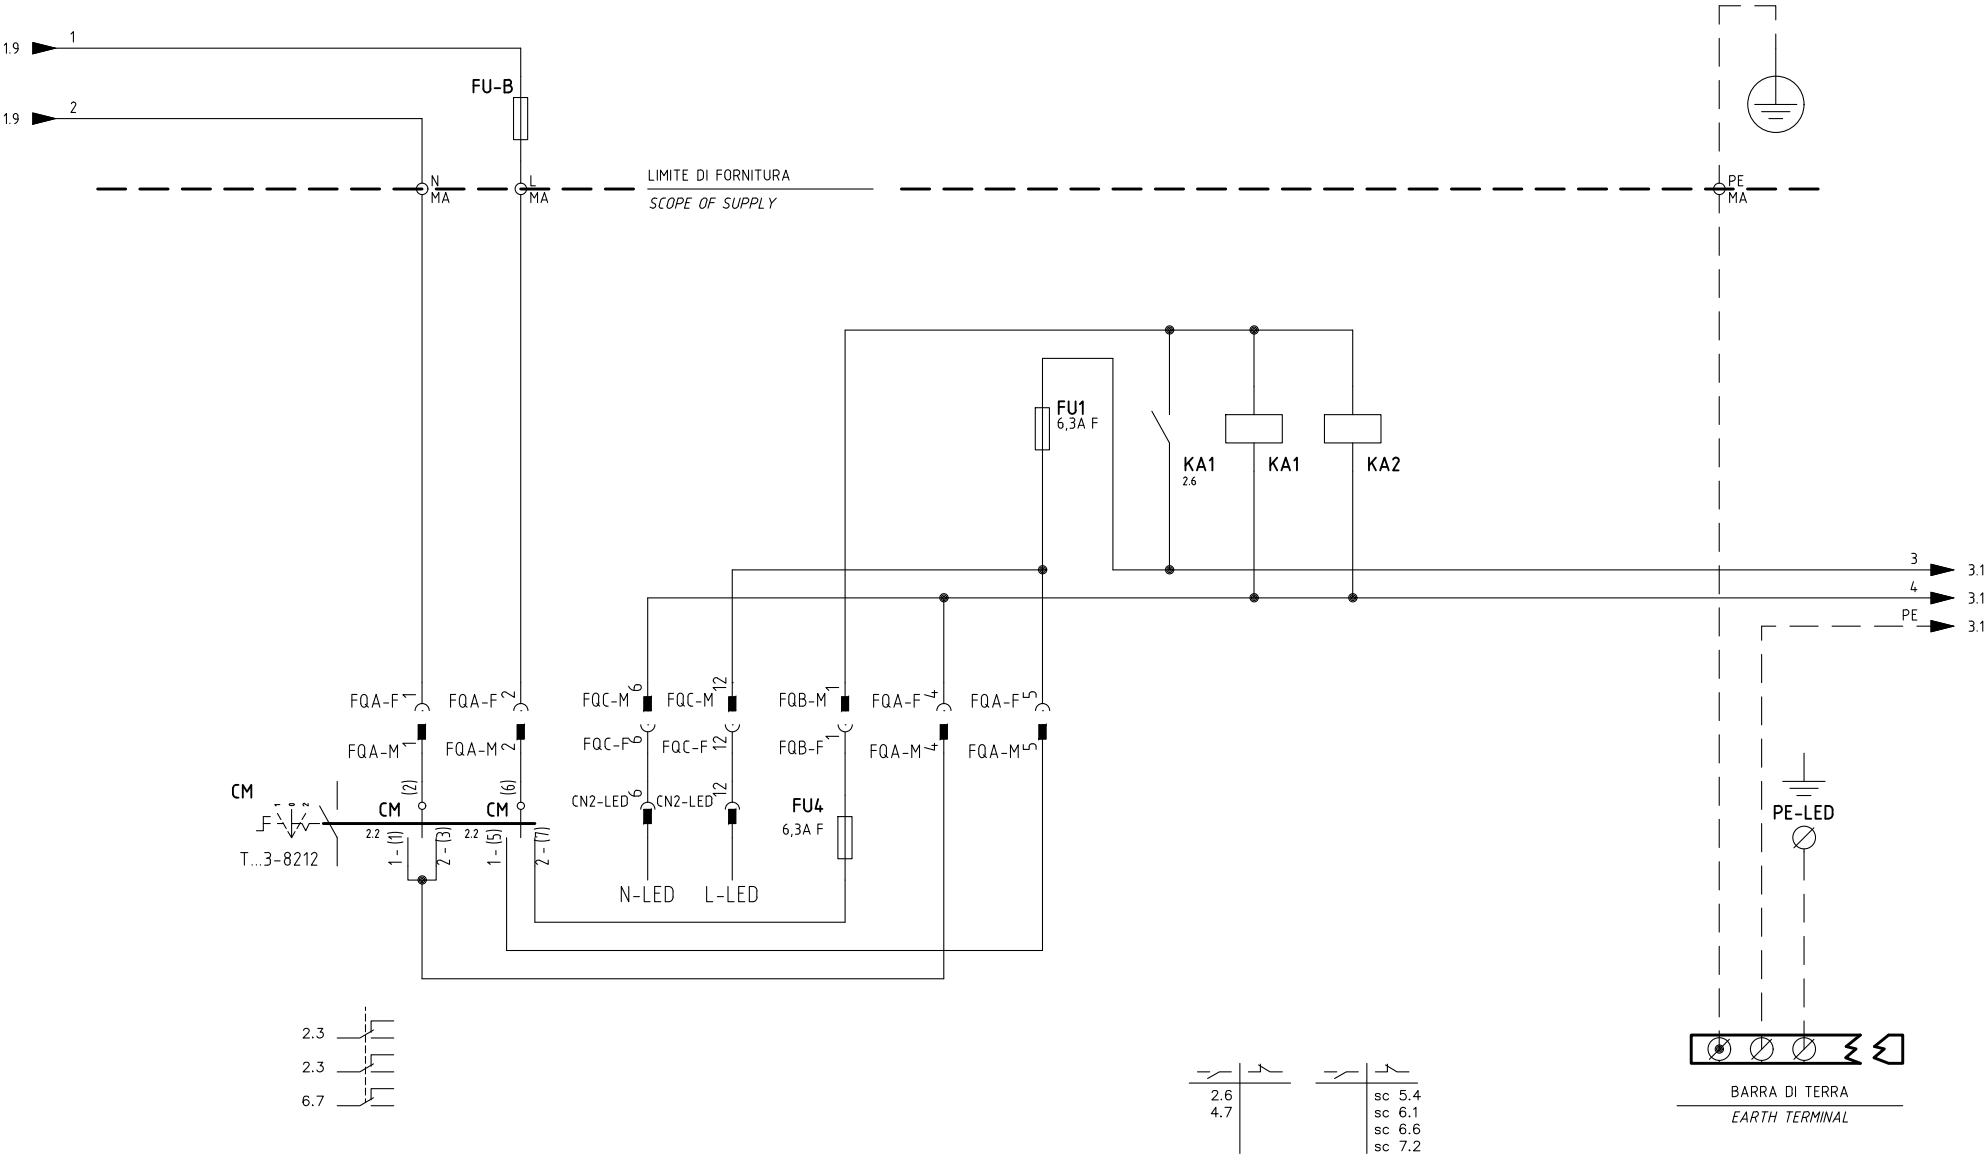 1.9
1
FU-B
1.9
2
N
MA
L
MA
LIMITE DI FORNITURA
SCOPE OF SUPPLY
PE
MA
FU1
6,3A F
KA1
2.6
KA1
KA2
3
3.1
4
3.1
PE
3.1
FQA-F 1
FQA-F 2
FQC-M 6
FQC-M 12
FQB-M 1
FQA-F 4
FQA-F 5
FQA-M 1
FQA-M 2
FQC-F 6
FQC-F 12
FQB-F 1
FQA-M 4
FQA-M 5
CM
1 0 2
T...3-8212
(2)
CM
2.2
1-(1)
2-(3)
(6)
CM
2.2
1-(5)
2-(7)
CN2-LED 6
CN2-LED 12
FU4
6,3A F
N-LED
L-LED
PE-LED
2.3
2.3
6.7
2.6
4.7
sc 5.4
sc 6.1
sc 6.6
sc 7.2
BARRA DI TERRA
EARTH TERMINAL